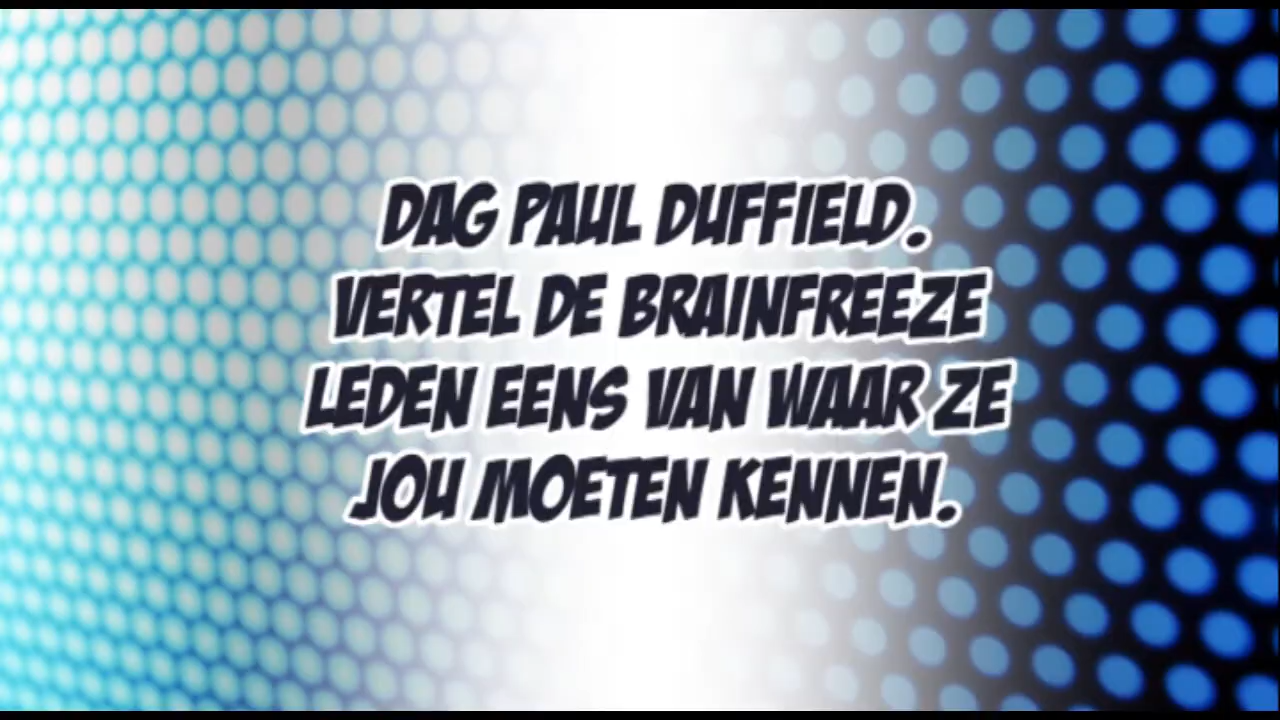 DAG PAUL DUFFIELD.
VERTEL DE BRAINFREEZE
LEDEN EENS VAN WAAR ZE
JOU MOETEN KENNEN.